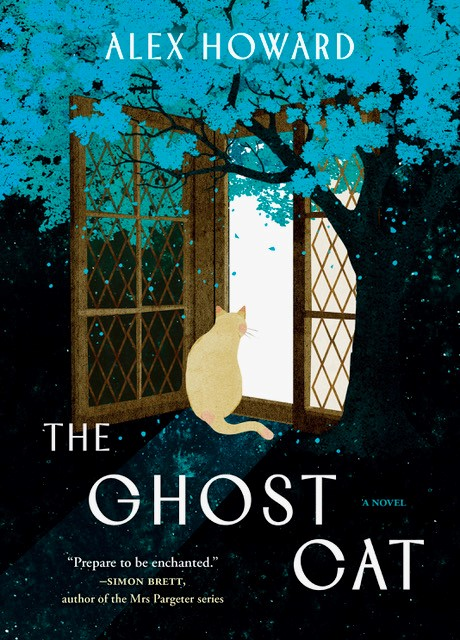 ALEX HOWARD
THE
GHOST
A NOVEL
CAT
“Prepare to be enchanted.”
—SIMON BRETT,
author of the Mrs Pargeter series